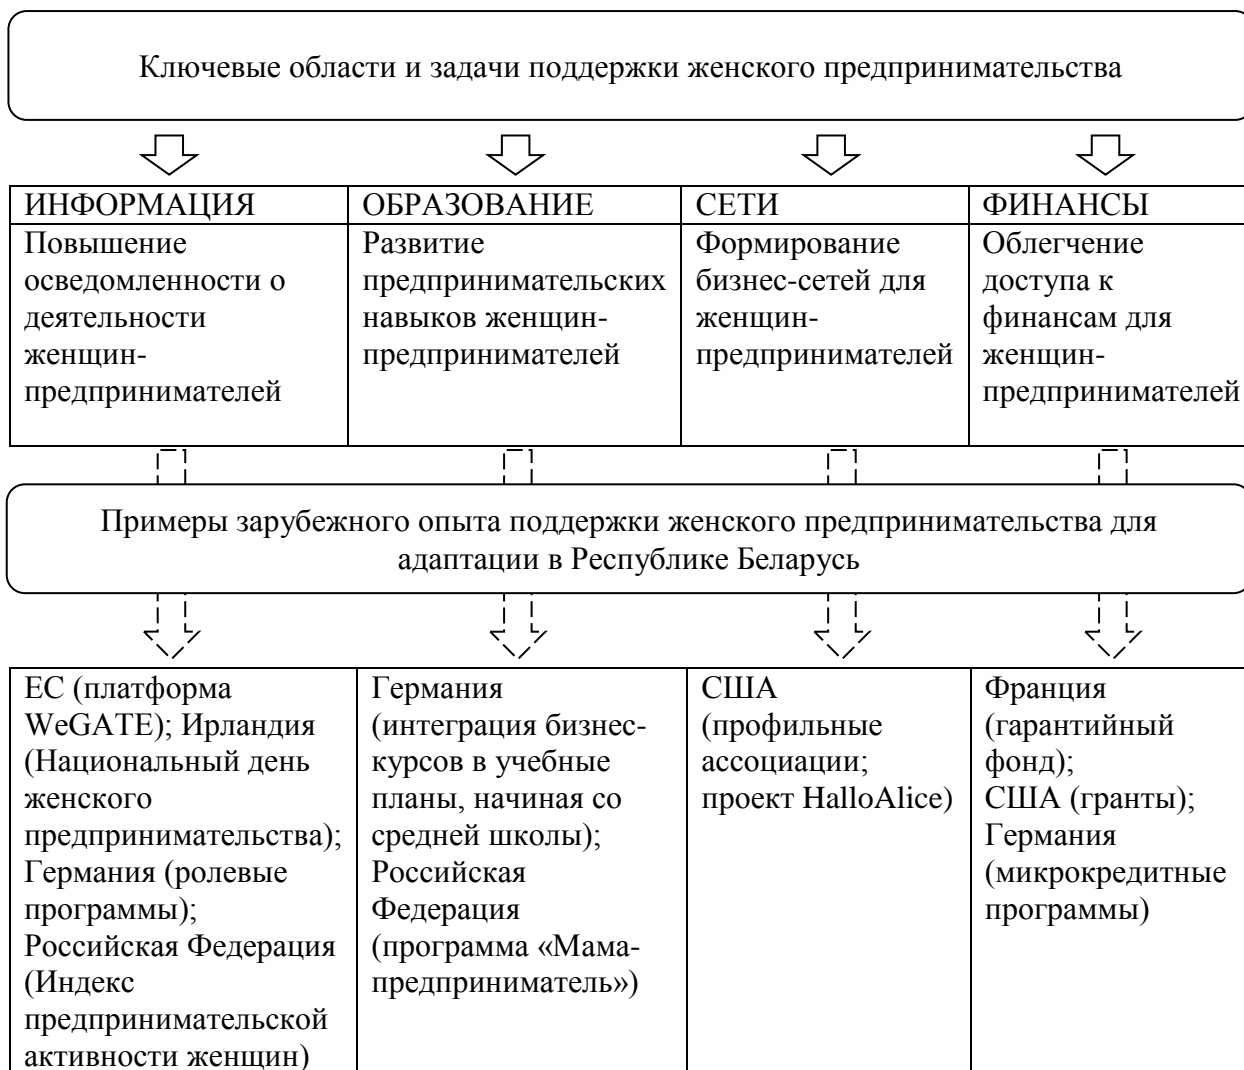 Ключевые области и задачи поддержки женского предпринимательства
ИНФОРМАЦИЯ
Повышение
осведомленности о
деятельности
женщин-
предпринимателей
ОБРАЗОВАНИЕ
Развитие
предпринимательских
навыков женщин-
предпринимателей
СЕТИ
Формирование
бизнес-сетей для
женщин-
предпринимателей
ФИНАНСЫ
Облегчение
доступа к
финансам для
женщин-
предпринимателей
Примеры зарубежного опыта поддержки женского предпринимательства для
адаптации в Республике Беларусь
ЕС (платформа
WeGATE); Ирландия
(Национальный день
женского
предпринимательства);
Германия (ролевые
программы);
Российская Федерация
(Индекс
предпринимательской
активности женщин)
Германия
(интеграция бизнес-
курсов в учебные
планы, начиная со
средней школы);
Российская
Федерация
(программа «Мама-
предприниматель»)
США
(профильные
ассоциации;
проект HalloAlice)
Франция
(гарантийный
фонд);
США (гранты);
Германия
(микрокредитные
программы)